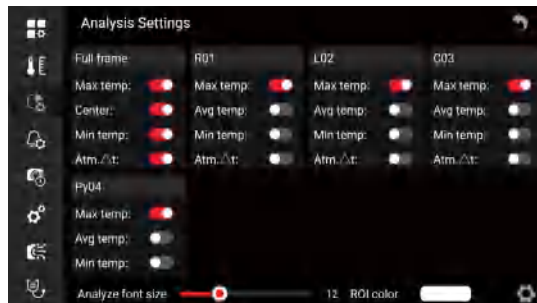 Analysis Settings
Full frame
Max temp:
Center:
Min temp:
Atm.△t:
R01
Max temp:
Avg temp:
Min temp:
Atm.△t:
L02
Max temp:
Avg temp:
Min temp:
Atm.△t:
C03
Max temp:
Avg temp:
Min temp:
Atm.△t:
Py04
Max temp:
Avg temp:
Min temp:
Analyze font size 12 ROI color